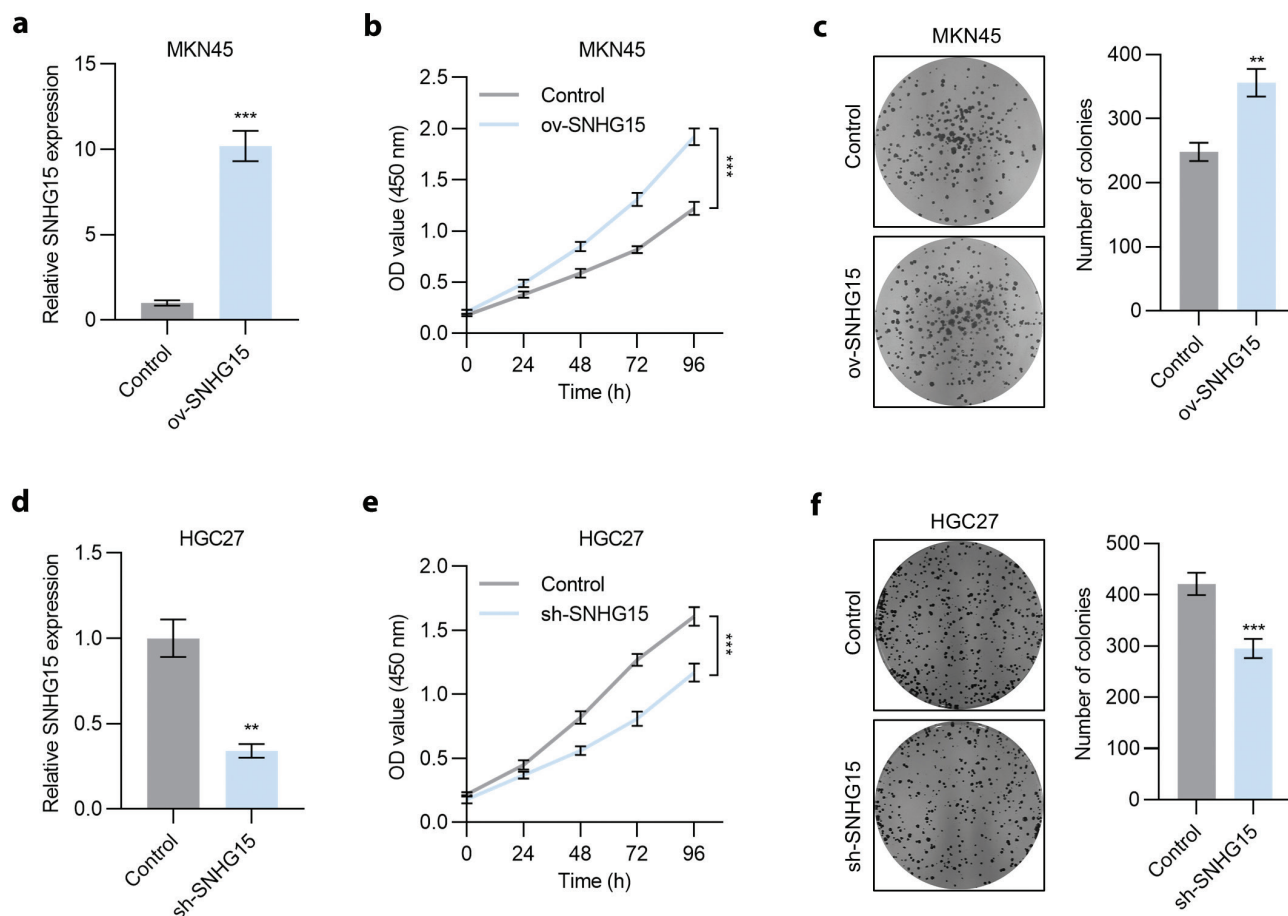 a
MKN45
Relative SNHG15 expression
15
10
5
0
***
Control
ov-SNHG15
b
MKN45
OD value (450 nm)
2.5
2.0
1.5
1.0
0.5
0.0
Control
ov-SNHG15
***
0 24 48 72 96
Time (h)
c
MKN45
Control
ov-SNHG15
Number of colonies
400
300
200
100
0
**
Control
ov-SNHG15
d
HGC27
Relative SNHG15 expression
1.5
1.0
0.5
0.0
**
Control
sh-SNHG15
e
HGC27
OD value (450 nm)
2.0
1.5
1.0
0.5
0.0
Control
sh-SNHG15
***
0 24 48 72 96
Time (h)
f
HGC27
Control
sh-SNHG15
Number of colonies
500
400
300
200
100
0
***
Control
sh-SNHG15